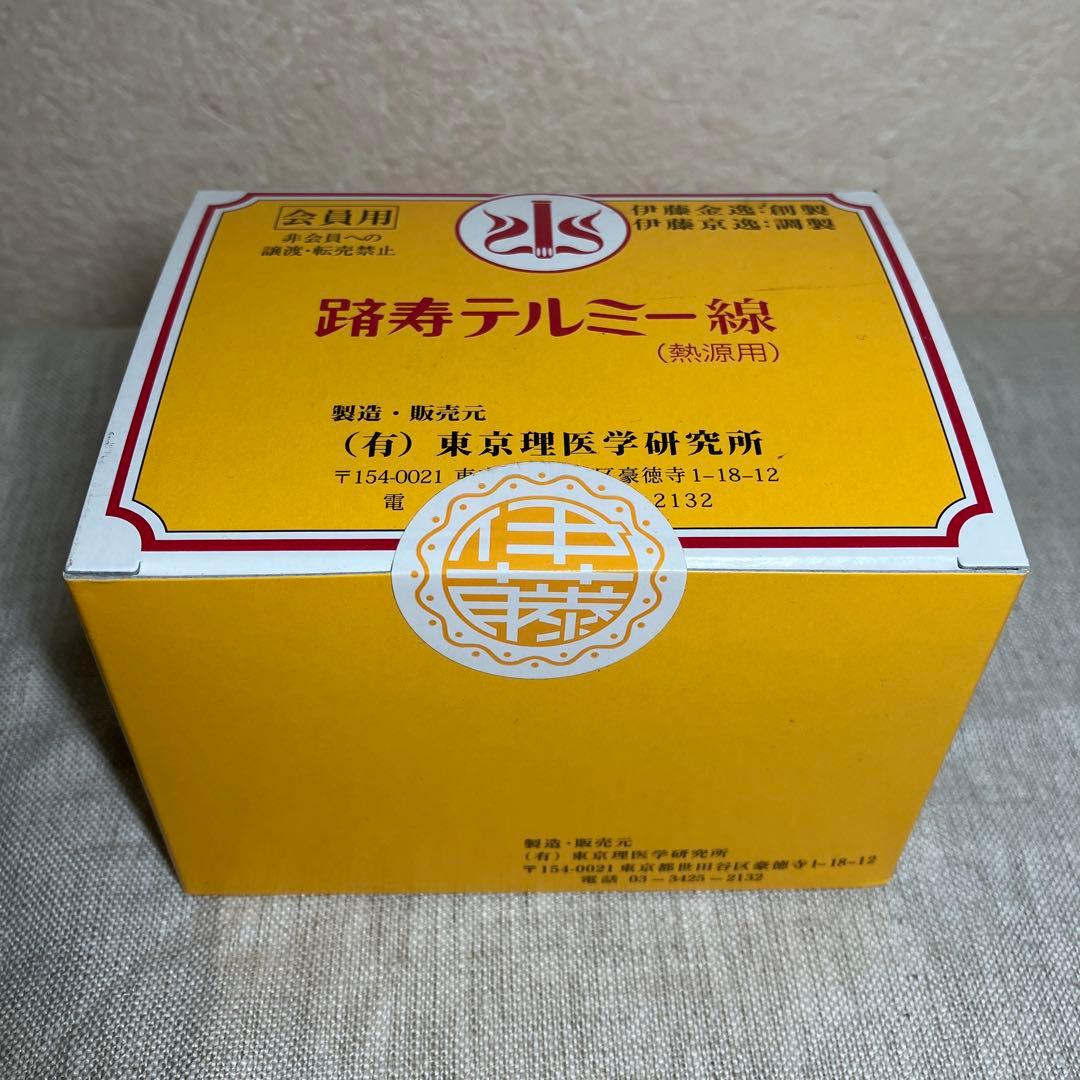 会員用
非会員への
譲渡・転売禁止
伊藤金逸:創製
伊藤京逸:調製
躋寿テルミー線
(熱源用)
製造・販売元
(有) 東京理医学研究所
〒154-0021 東 区豪徳寺1-18-12
電 2132
伊藤
製造・販売元
(有) 東京理医学研究所
〒154-0021 東京都世田谷区豪徳寺1-18-12
電話 03-3425-2132